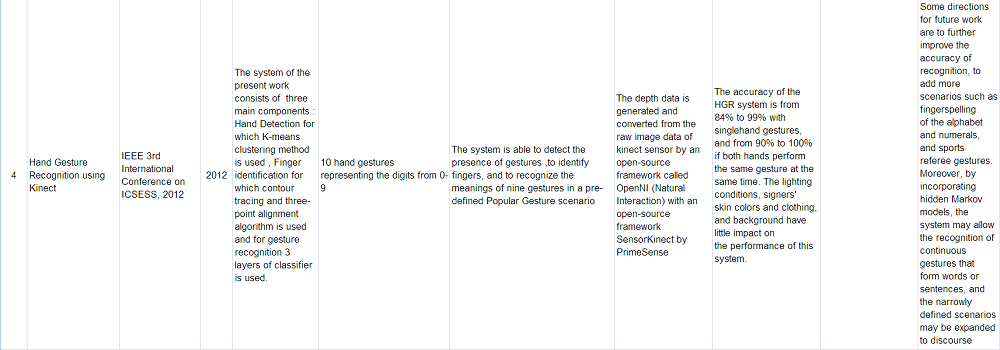 4
Hand Gesture
Recognition using
Kinect
IEEE 3rd
International
Conference on
ICSESS, 2012
2012
The system of the
present work
consists of  three
main components :
Hand Detection for
which K-means
clustering method
is used , Finger
identification for
which contour
tracing and three-
point alignment
algorithm is used
and for gesture
recognition 3
layers of classifier
is used.
10 hand gestures
representing the digits from 0-
9
The system is able to detect the
presence of gestures ,to identify
fingers, and to recognize the
meanings of nine gestures in a pre-
defined Popular Gesture scenario
The depth data is
generated and
converted from the
raw image data of
kinect sensor by an
open-source
framework called
OpenNI (Natural
Interaction) with an
open-source
framework
SensorKinect by
PrimeSense
The accuracy of the
HGR system is from
84% to 99% with
singlehand gestures,
and from 90% to 100%
if both hands perform
the same gesture at the
same time. The lighting
conditions, signers'
skin colors and clothing,
and background have
little impact on
the performance of this
system.
Some directions
for future work
are to further
improve the
accuracy of
recognition, to
add more
scenarios such as
fingerspelling
of the alphabet
and numerals,
and sports
referee gestures.
Moreover, by
incorporating
hidden Markov
models, the
system may allow
the recognition of
continuous
gestures that
form words or
sentences, and
the narrowly
defined scenarios
may be expanded
to discourse